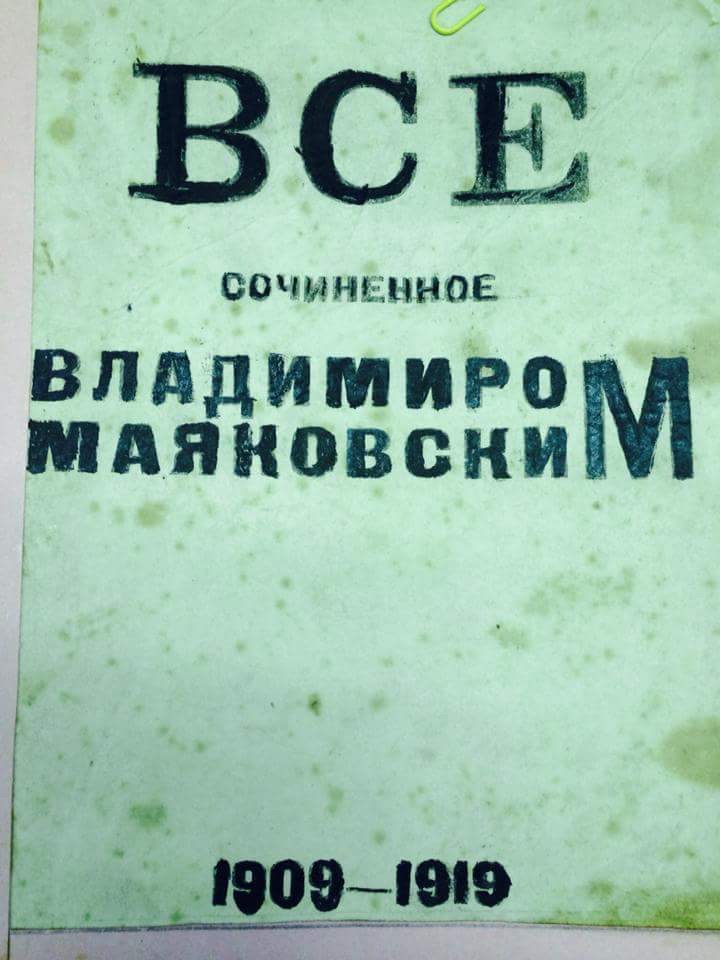 ВСЕ
СОЧИНЕННОЕ
ВЛАДИМИРОМ
МАЯКОВСКИМ
1909—1919